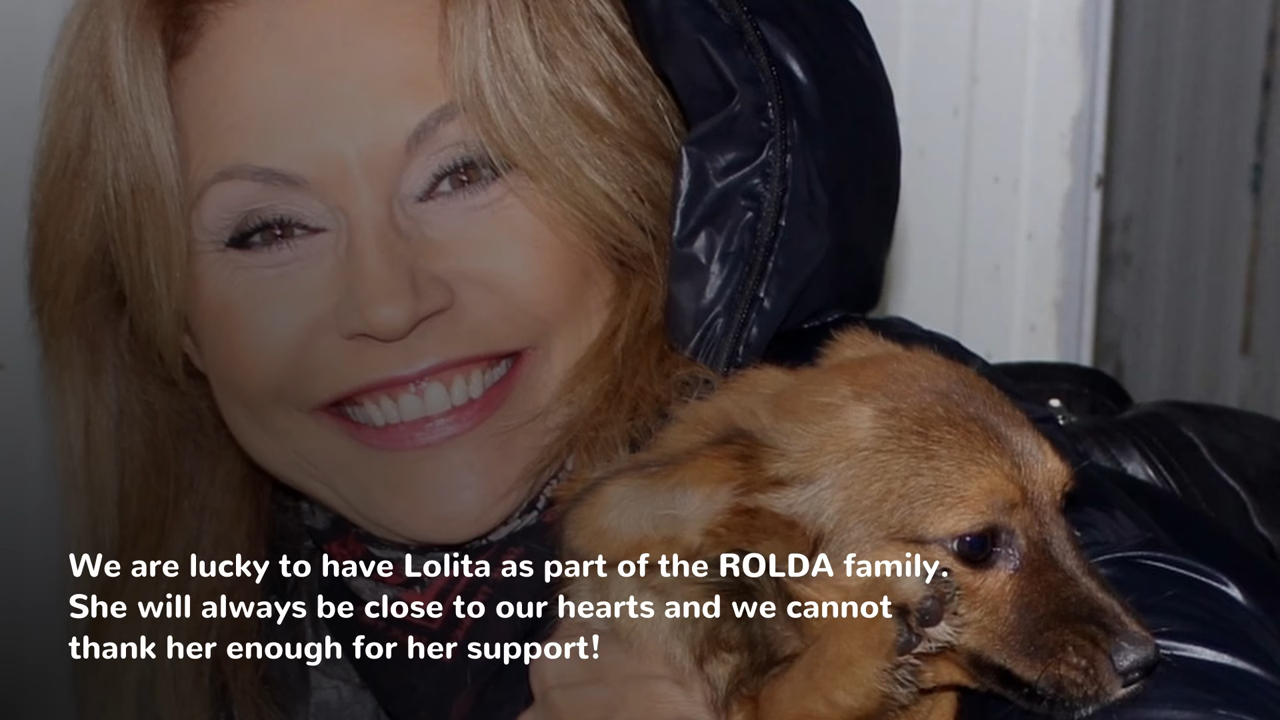 We are lucky to have Lolita as part of the ROLDA family.
She will always be close to our hearts and we cannot
thank her enough for her support!